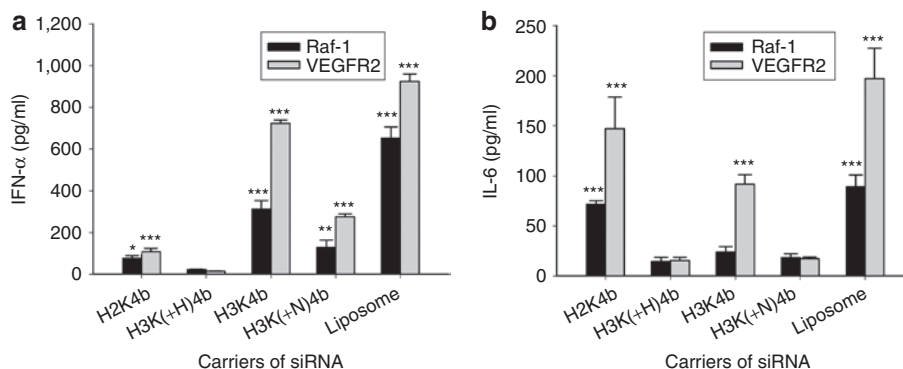 a
IFN-α (pg/ml)
1,200
1,000
800
600
400
200
0
Raf-1
VEGFR2
* ***
*** ***
** ***
*** ***
H2K4b
H3K(+H)4b
H3K4b
H3K(+N)4b
Liposome
Carriers of siRNA
b
IL-6 (pg/ml)
250
200
150
100
50
0
Raf-1
VEGFR2
*** ***
***
*** ***
H2K4b
H3K(+H)4b
H3K4b
H3K(+N)4b
Liposome
Carriers of siRNA